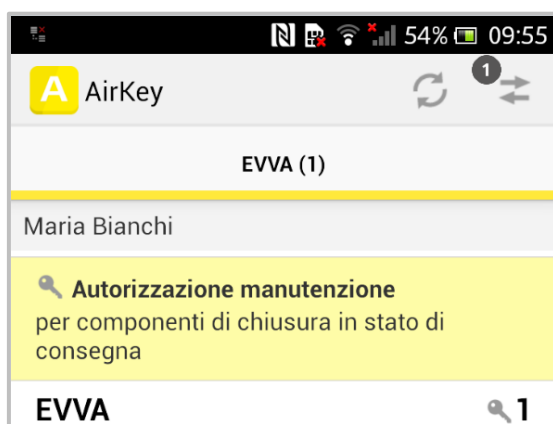 54% 09:55
A AirKey 1
EVVA (1)
Maria Bianchi
Autorizzazione manutenzione
per componenti di chiusura in stato di
consegna
EVVA 1